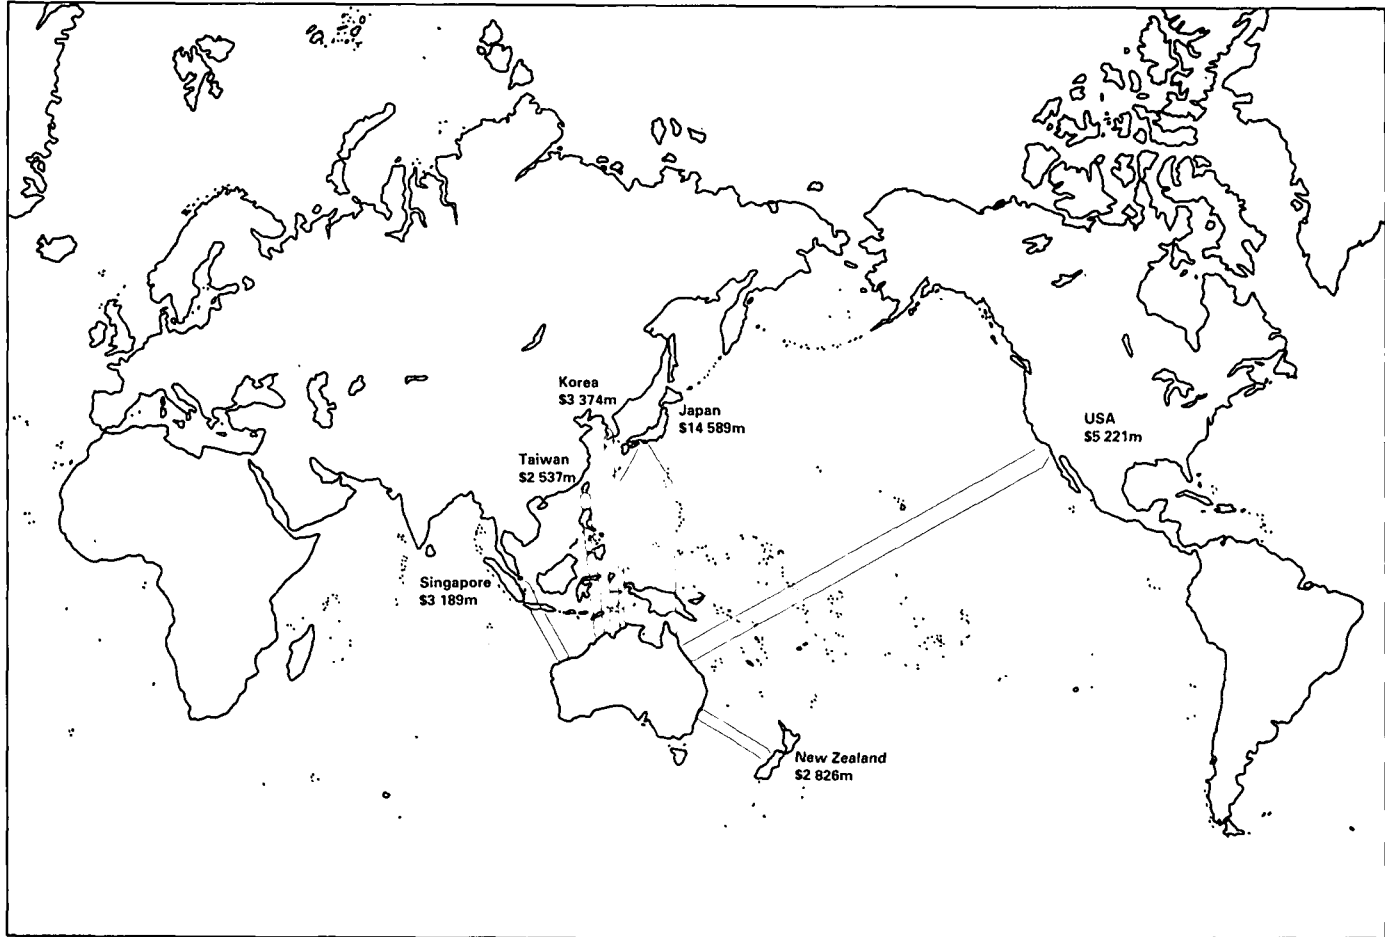 Korea
$3 374m
Japan
$14 589m
USA
$5 221m
Taiwan
$2 537m
Singapore
$3 189m
New Zealand
$2 826m